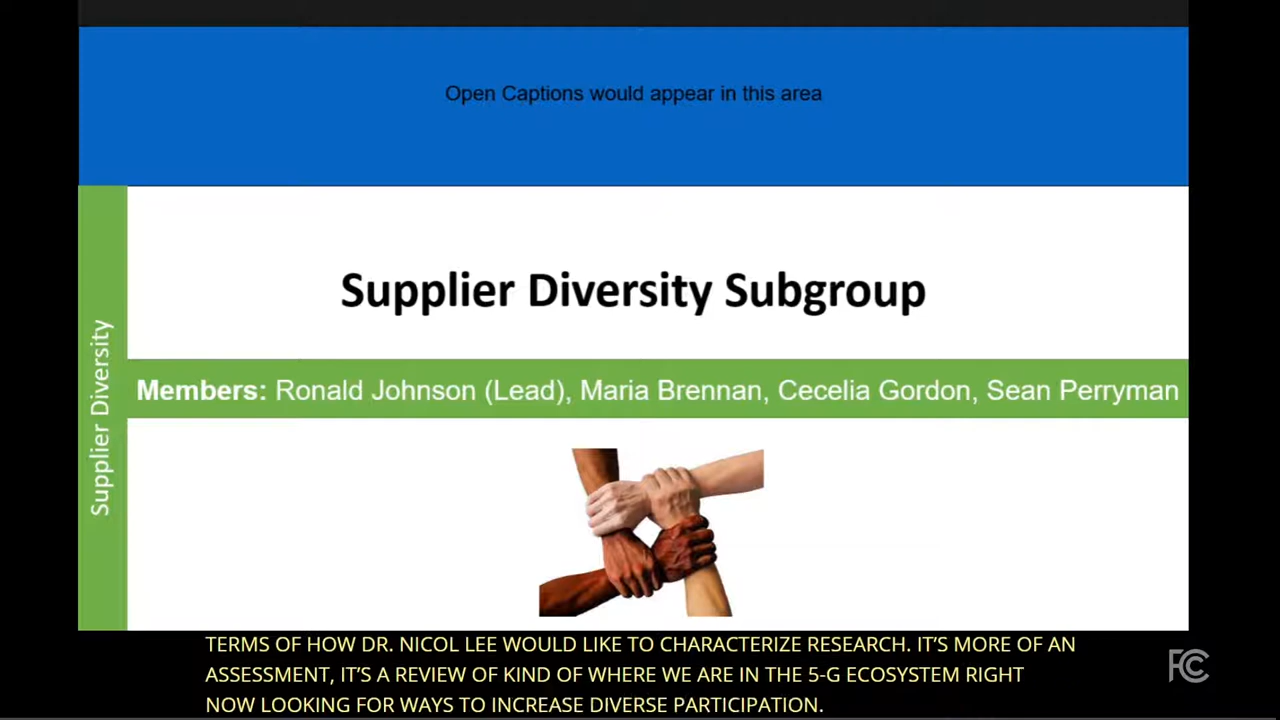 Open Captions would appear in this area
Supplier Diversity Subgroup
Supplier Diversity
Members: Ronald Johnson (Lead), Maria Brennan, Cecelia Gordon, Sean Perryman
TERMS OF HOW DR. NICOL LEE WOULD LIKE TO CHARACTERIZE RESEARCH. IT’S MORE OF AN
ASSESSMENT, IT’S A REVIEW OF KIND OF WHERE WE ARE IN THE 5-G ECOSYSTEM RIGHT
NOW LOOKING FOR WAYS TO INCREASE DIVERSE PARTICIPATION.
FCC